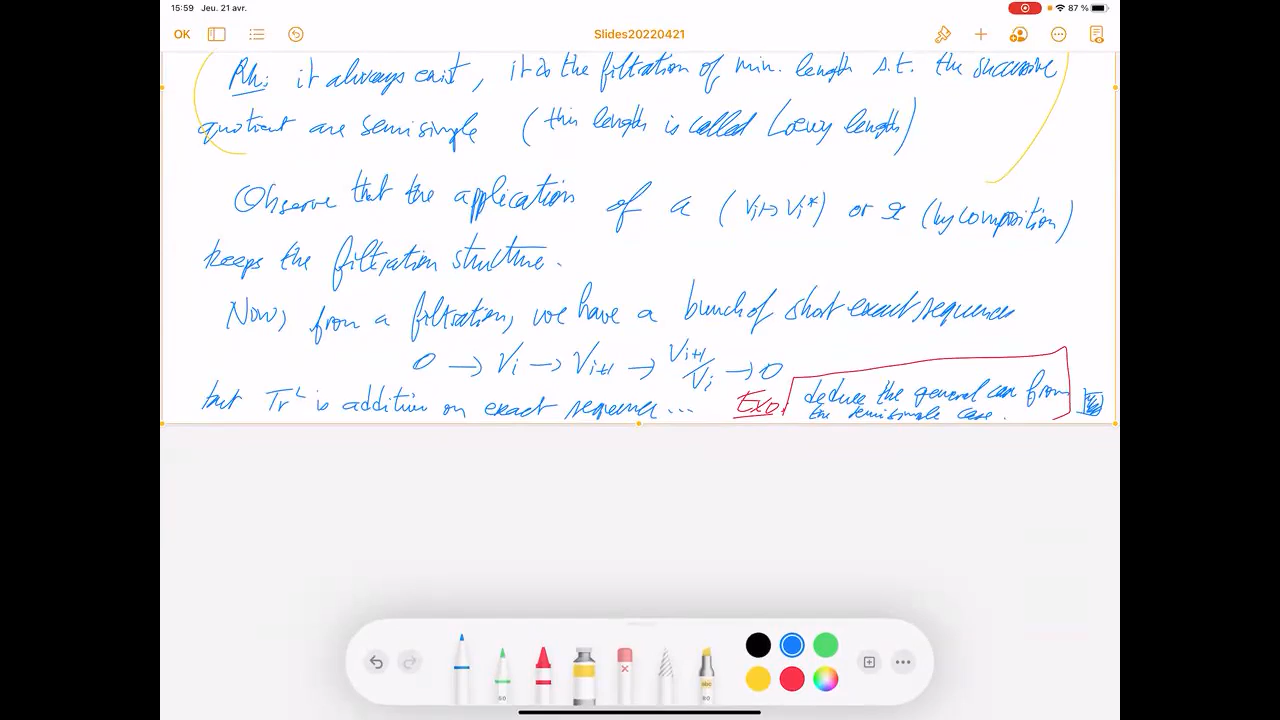 15:59 Jeu. 21 avr.
87 %
OK
Slides20220421
Rk: it always exist, it is the filtration of min. length s.t. the successive
quotient are semisimple (this length is called Loewy length)
Observe that the application of a (Vi ↦ Vi*) or x (by composition)
keeps the filtration structure.
Now, from a filtration, we have a bunch of short exact sequences
0 → Vi → Vi+1 → Vi+1/Vi → 0
but Tr^L is additive on exact sequence... Exo: deduce the general case from
the semisimple case.